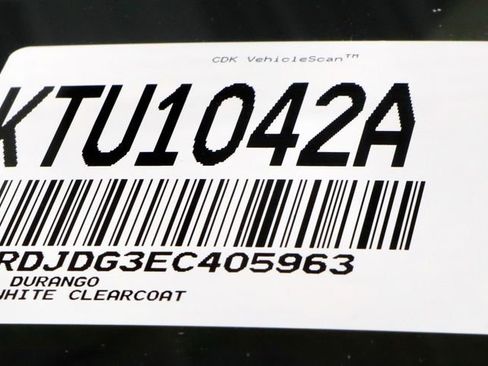 CDK VehicleScan™
KTU1042A
RDJDG3EC405963
DURANGO
WHITE CLEARCOAT